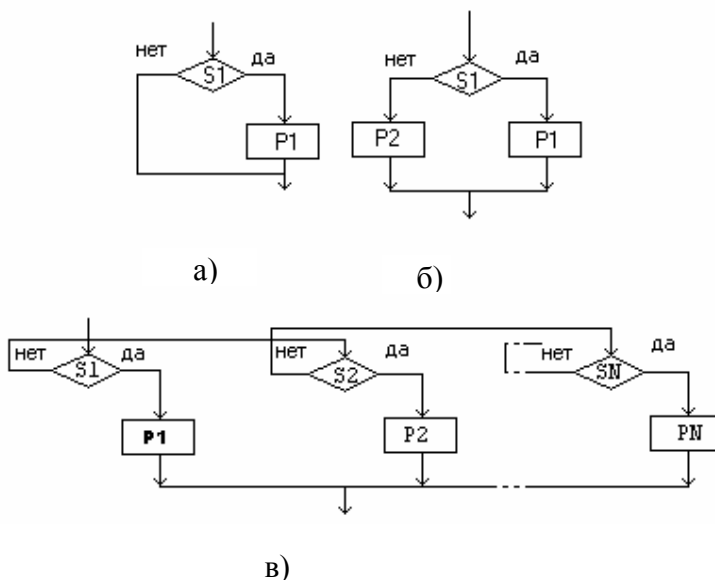 нет да нет да
S1 S1
P1 P2 P1
а) б)
нет да нет да нет да
S1 S2 SN
P1 P2 PN
в)